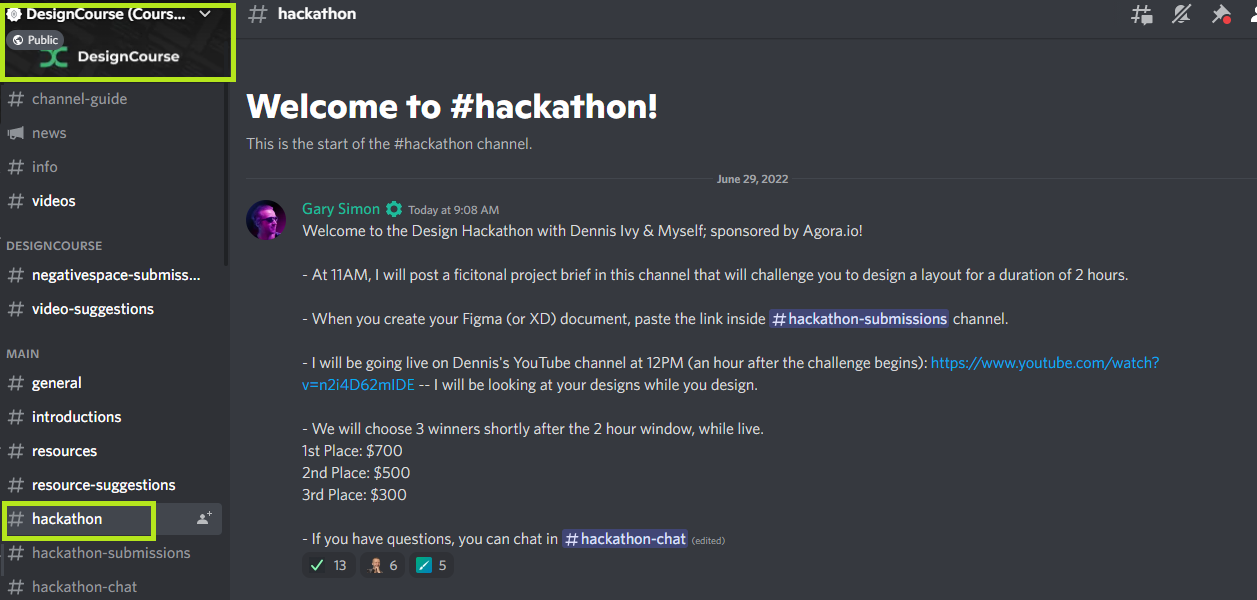 DesignCourse (Cours...
Public
DesignCourse
channel-guide
news
info
videos
DESIGNCOURSE
negativespace-submiss...
video-suggestions
MAIN
general
introductions
resources
resource-suggestions
hackathon
hackathon-submissions
hackathon-chat
# hackathon
Welcome to #hackathon!
This is the start of the #hackathon channel.
June 29, 2022
Gary Simon Today at 9:08 AM
Welcome to the Design Hackathon with Dennis Ivy & Myself; sponsored by Agora.io!
- At 11AM, I will post a ficitonal project brief in this channel that will challenge you to design a layout for a duration of 2 hours.
- When you create your Figma (or XD) document, paste the link inside #hackathon-submissions channel.
- I will be going live on Dennis's YouTube channel at 12PM (an hour after the challenge begins): https://www.youtube.com/watch?
v=n2i4D62mIDE -- I will be looking at your designs while you design.
- We will choose 3 winners shortly after the 2 hour window, while live.
1st Place: $700
2nd Place: $500
3rd Place: $300
- If you have questions, you can chat in #hackathon-chat (edited)
13 6 5